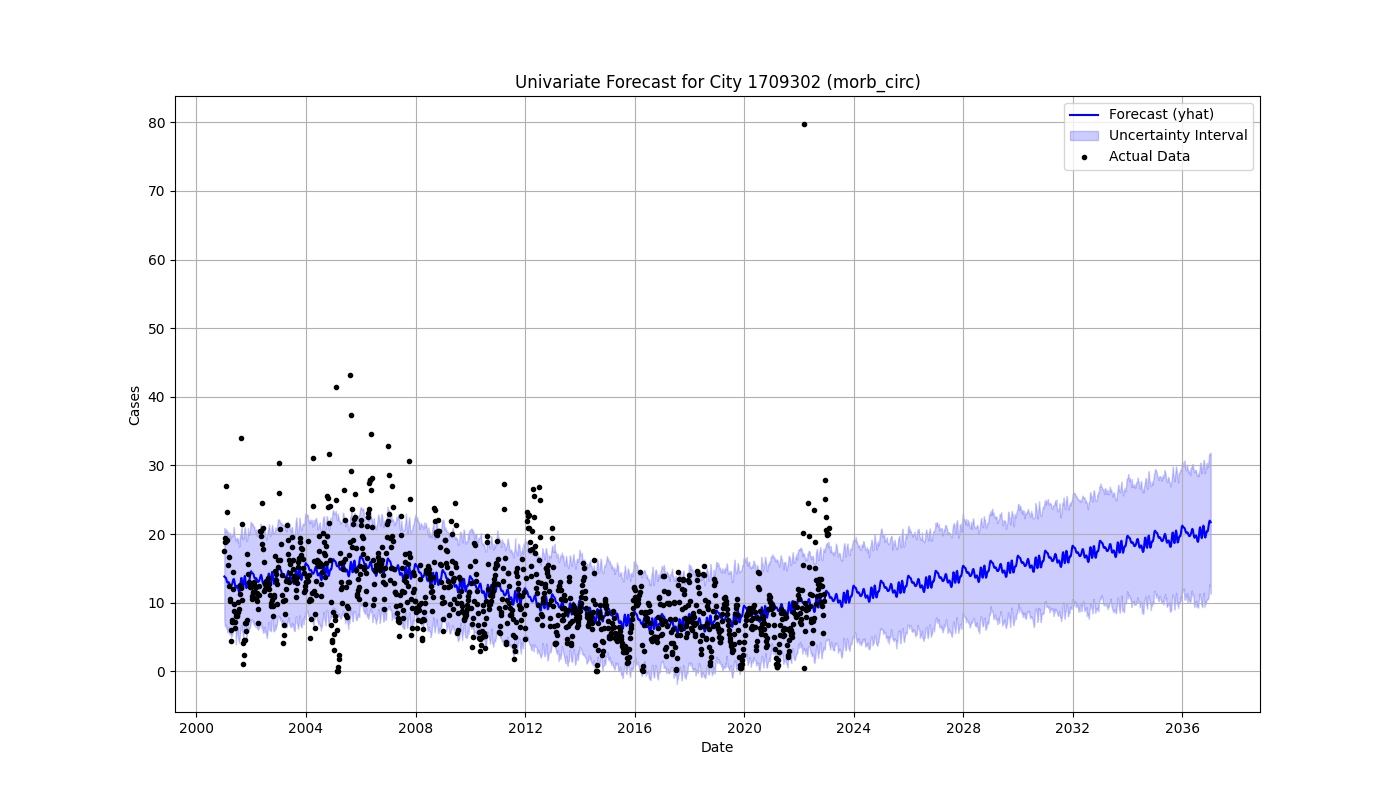 Univariate Forecast for City 1709302 (morb_circ)
Forecast (yhat)
Uncertainty Interval
Actual Data
Cases
80
70
60
50
40
30
20
10
0
2000 2004 2008 2012 2016 2020 2024 2028 2032 2036
Date